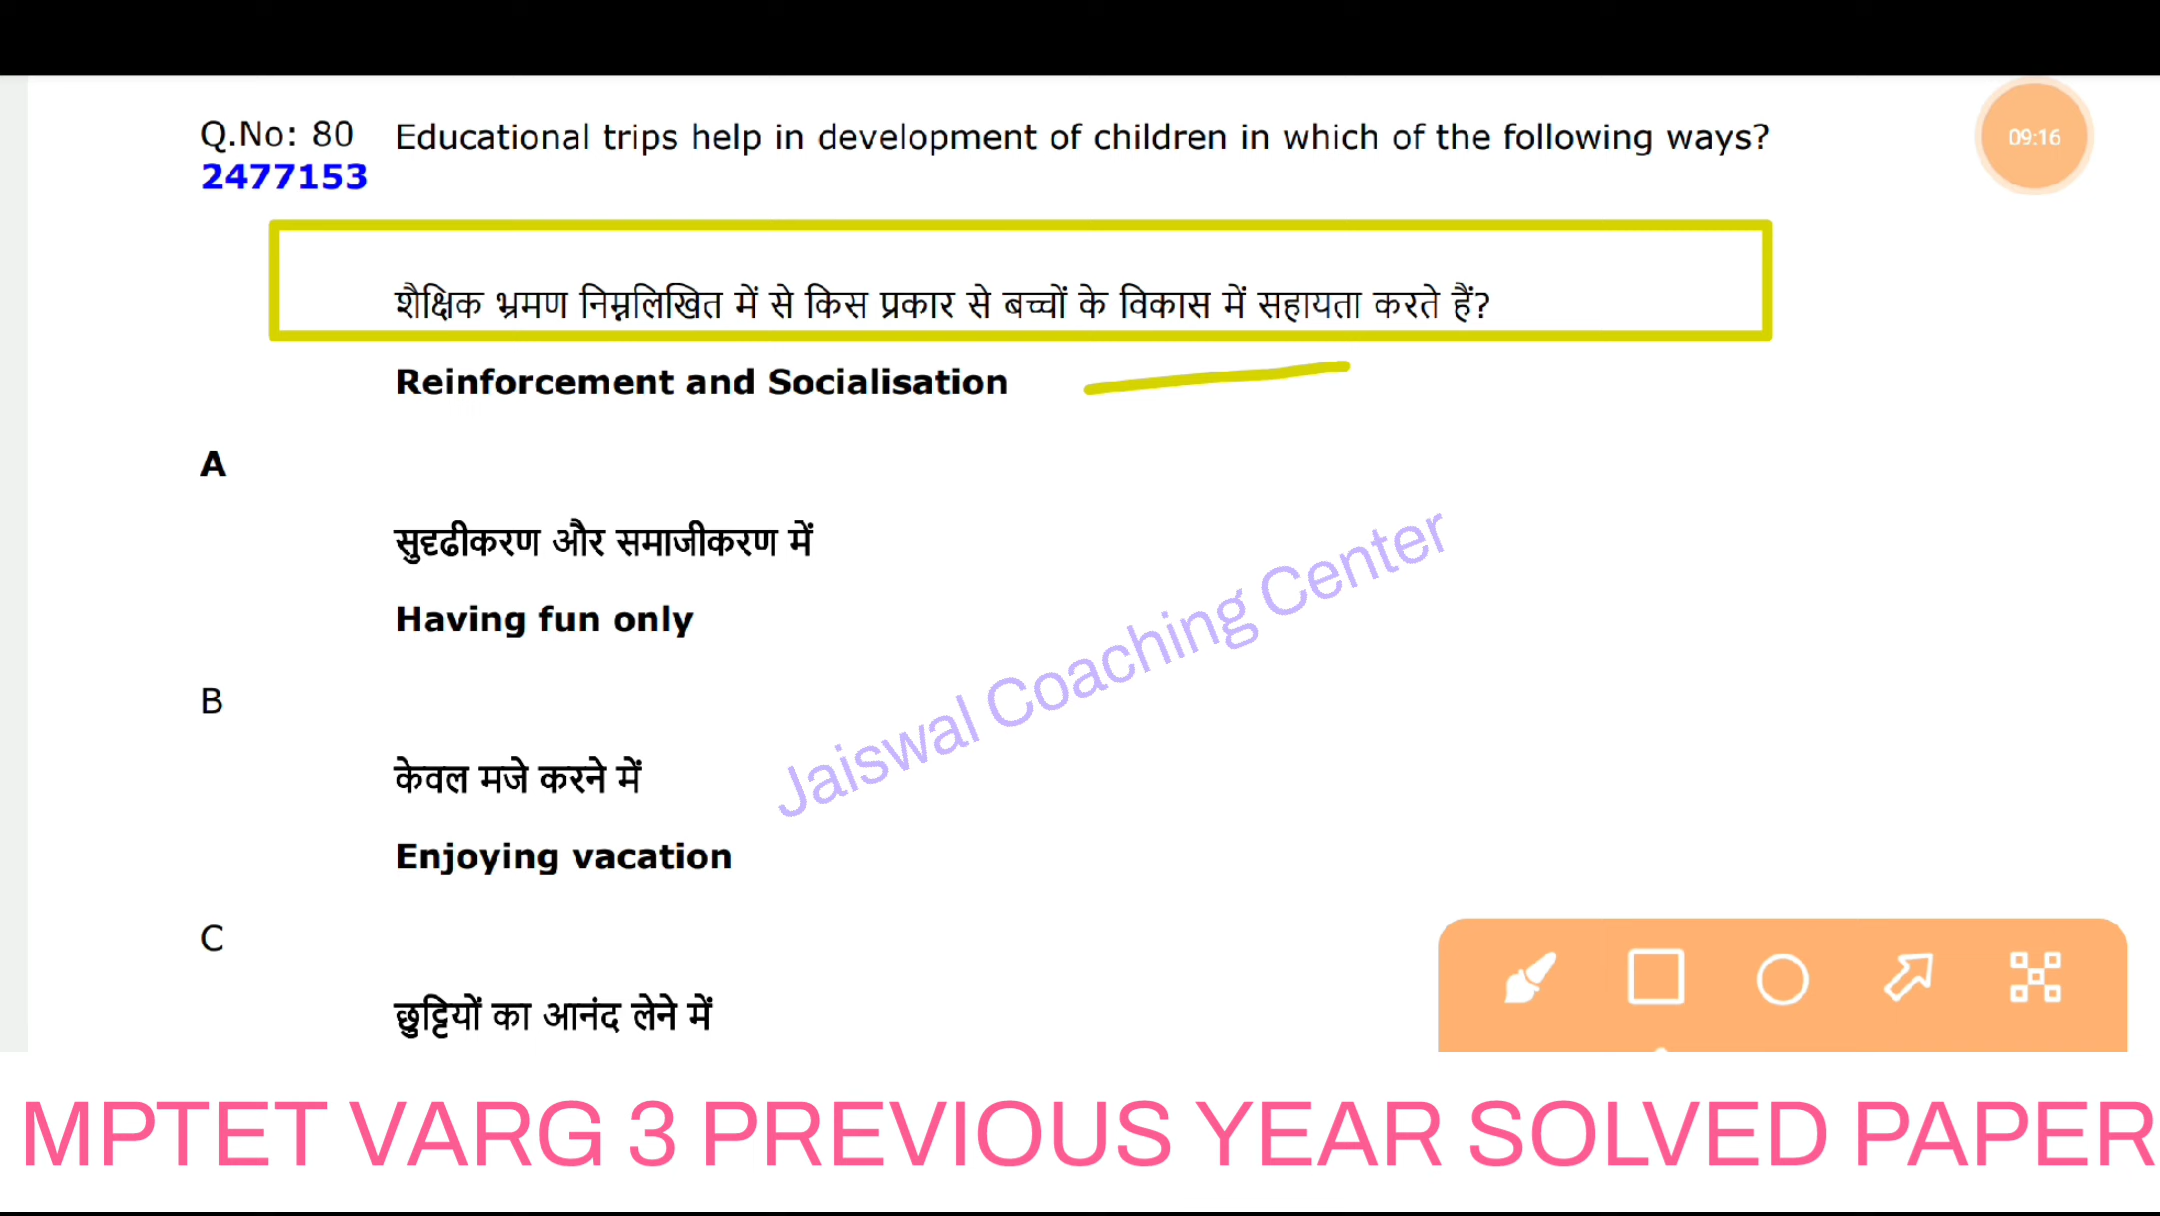 Q.No: 80 Educational trips help in development of children in which of the following ways?
2477153
09:16
शैक्षिक भ्रमण निम्नलिखित में से किस प्रकार से बच्चों के विकास में सहायता करते हैं?
Reinforcement and Socialisation
A
सुदृढीकरण और समाजीकरण में
Having fun only
B
केवल मजे करने में
Enjoying vacation
C
छुट्टियों का आनंद लेने में
Jaiswal Coaching Center
MPTET VARG 3 PREVIOUS YEAR SOLVED PAPER